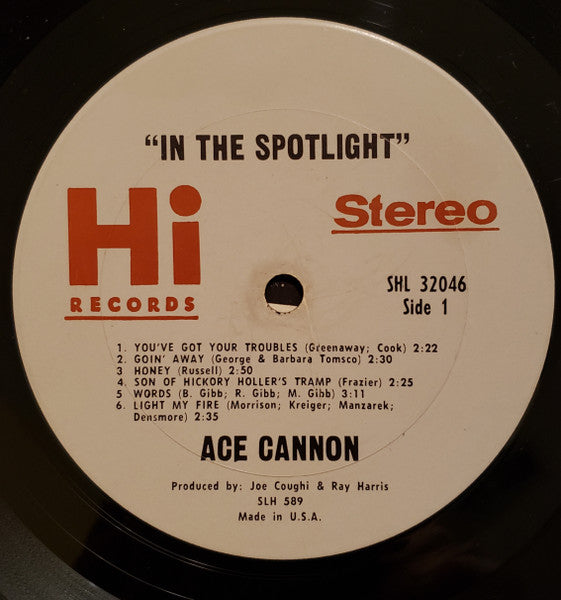 "IN THE SPOTLIGHT"
Hi
RECORDS
Stereo
SHL 32046
Side 1
1. YOU'VE GOT YOUR TROUBLES (Greenaway; Cook) 2:22
2. GOIN' AWAY (George & Barbara Tomsco) 2:30
3 HONEY (Russell) 2:50
4. SON OF HICKORY HOLLER'S TRAMP (Frazier) 2:25
5 WORDS (B. Gibb; R. Gibb; M. Gibb) 3:11
6. LIGHT MY FIRE (Morrison; Kreiger; Manzarek;
Densmore) 2:35
ACE CANNON
Produced by: Joe Coughi & Ray Harris
SLH 589
Made in U.S.A.